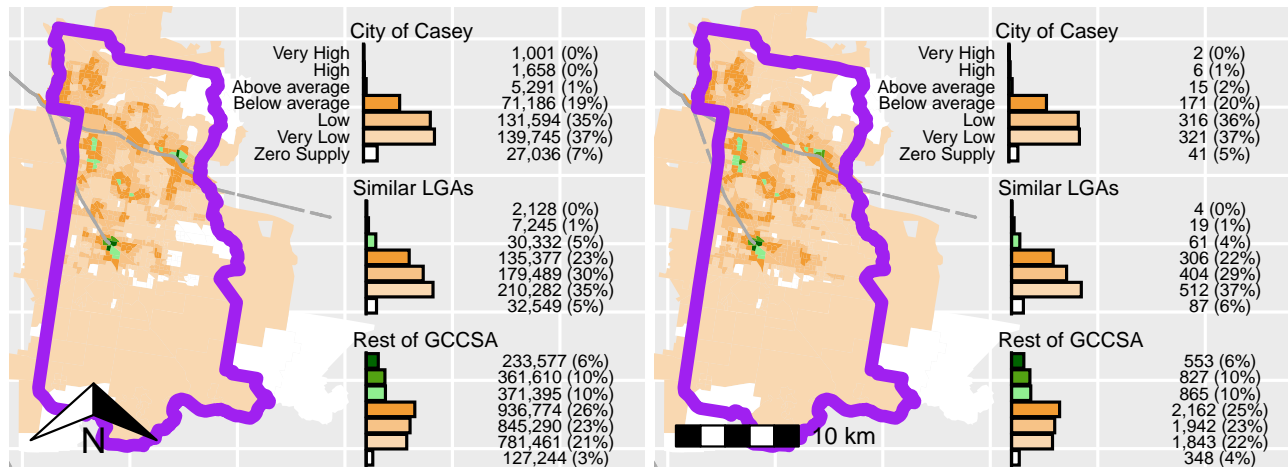 City of Casey
Very High 1,001 (0%)
High 1,658 (0%)
Above average 5,291 (1%)
Below average 71,186 (19%)
Low 131,594 (35%)
Very Low 139,745 (37%)
Zero Supply 27,036 (7%)
Similar LGAs
2,128 (0%)
7,245 (1%)
30,332 (5%)
135,377 (23%)
179,489 (30%)
210,282 (35%)
32,549 (5%)
Rest of GCCSA
233,577 (6%)
361,610 (10%)
371,395 (10%)
936,774 (26%)
845,290 (23%)
781,461 (21%)
127,244 (3%)
N
City of Casey
Very High 2 (0%)
High 6 (1%)
Above average 15 (2%)
Below average 171 (20%)
Low 316 (36%)
Very Low 321 (37%)
Zero Supply 41 (5%)
Similar LGAs
4 (0%)
19 (1%)
61 (4%)
306 (22%)
404 (29%)
512 (37%)
87 (6%)
Rest of GCCSA
553 (6%)
827 (10%)
865 (10%)
2,162 (25%)
1,942 (23%)
1,843 (22%)
348 (4%)
10 km